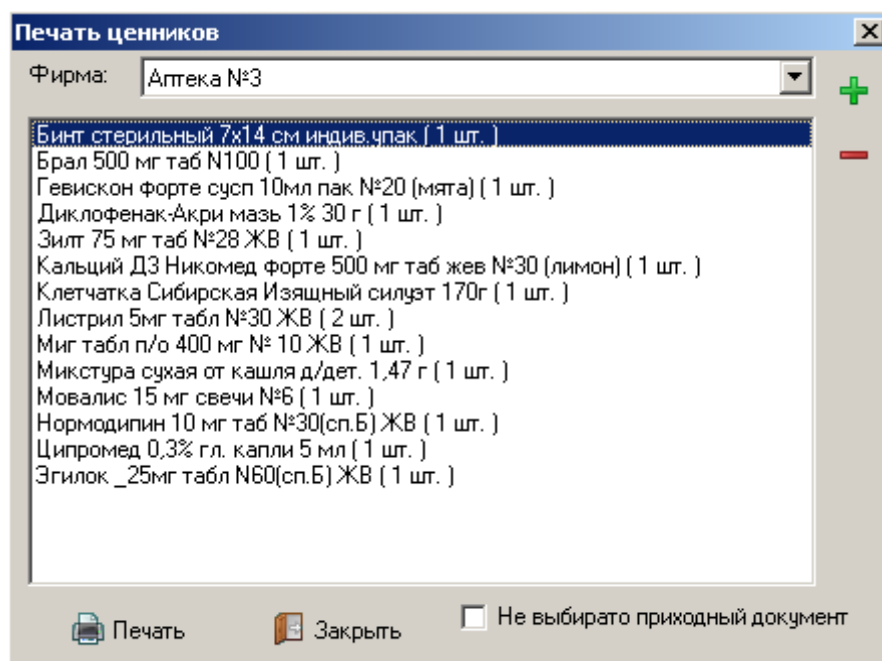 Печать ценников
Фирма: Аптека №3
Бинт стерильный 7х14 см индив.упак ( 1 шт. )
Брал 500 мг таб N100 ( 1 шт. )
Гевискон форте сусп 10мл пак №20 (мята) ( 1 шт. )
Диклофенак-Акри мазь 1% 30 г ( 1 шт. )
Зилт 75 мг таб №28 ЖВ ( 1 шт. )
Кальций Д3 Никомед форте 500 мг таб жев №30 (лимон) ( 1 шт. )
Клетчатка Сибирская Изящный силуэт 170г ( 1 шт. )
Листрил 5мг табл №30 ЖВ ( 2 шт. )
Миг табл п/о 400 мг № 10 ЖВ ( 1 шт. )
Микстура сухая от кашля д/дет. 1,47 г ( 1 шт. )
Мовалис 15 мг свечи №6 ( 1 шт. )
Нормодипин 10 мг таб №30(сп.Б) ЖВ ( 1 шт. )
Ципромед 0,3% гл. капли 5 мл ( 1 шт. )
Эгилок _25мг табл N60(сп.Б) ЖВ ( 1 шт. )
Печать Закрыть Не выбирато приходный документ